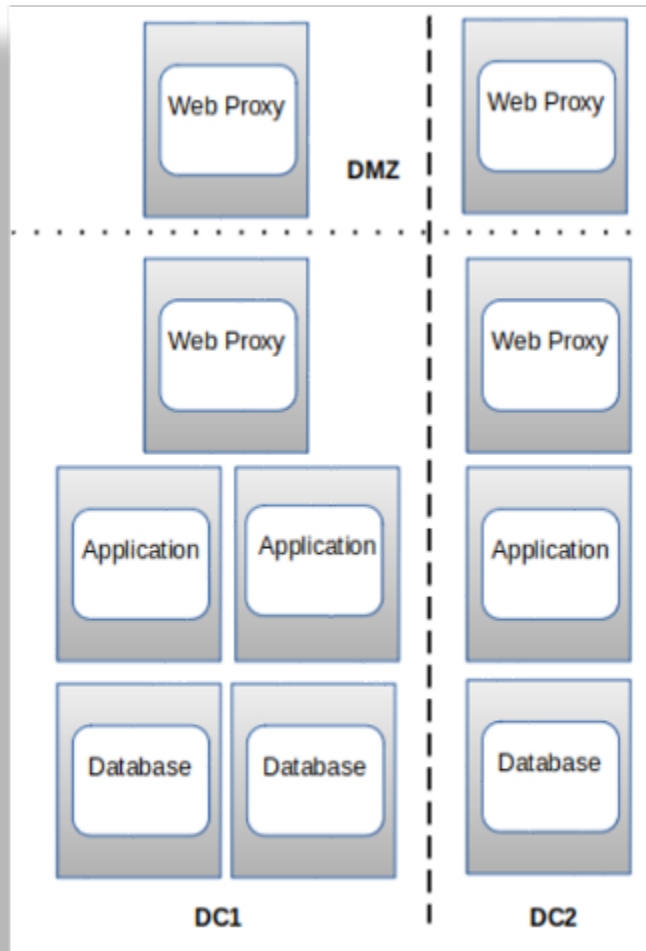 Web Proxy
Web Proxy
DMZ
Web Proxy
Web Proxy
Application
Application
Application
Database
Database
Database
DC1
DC2